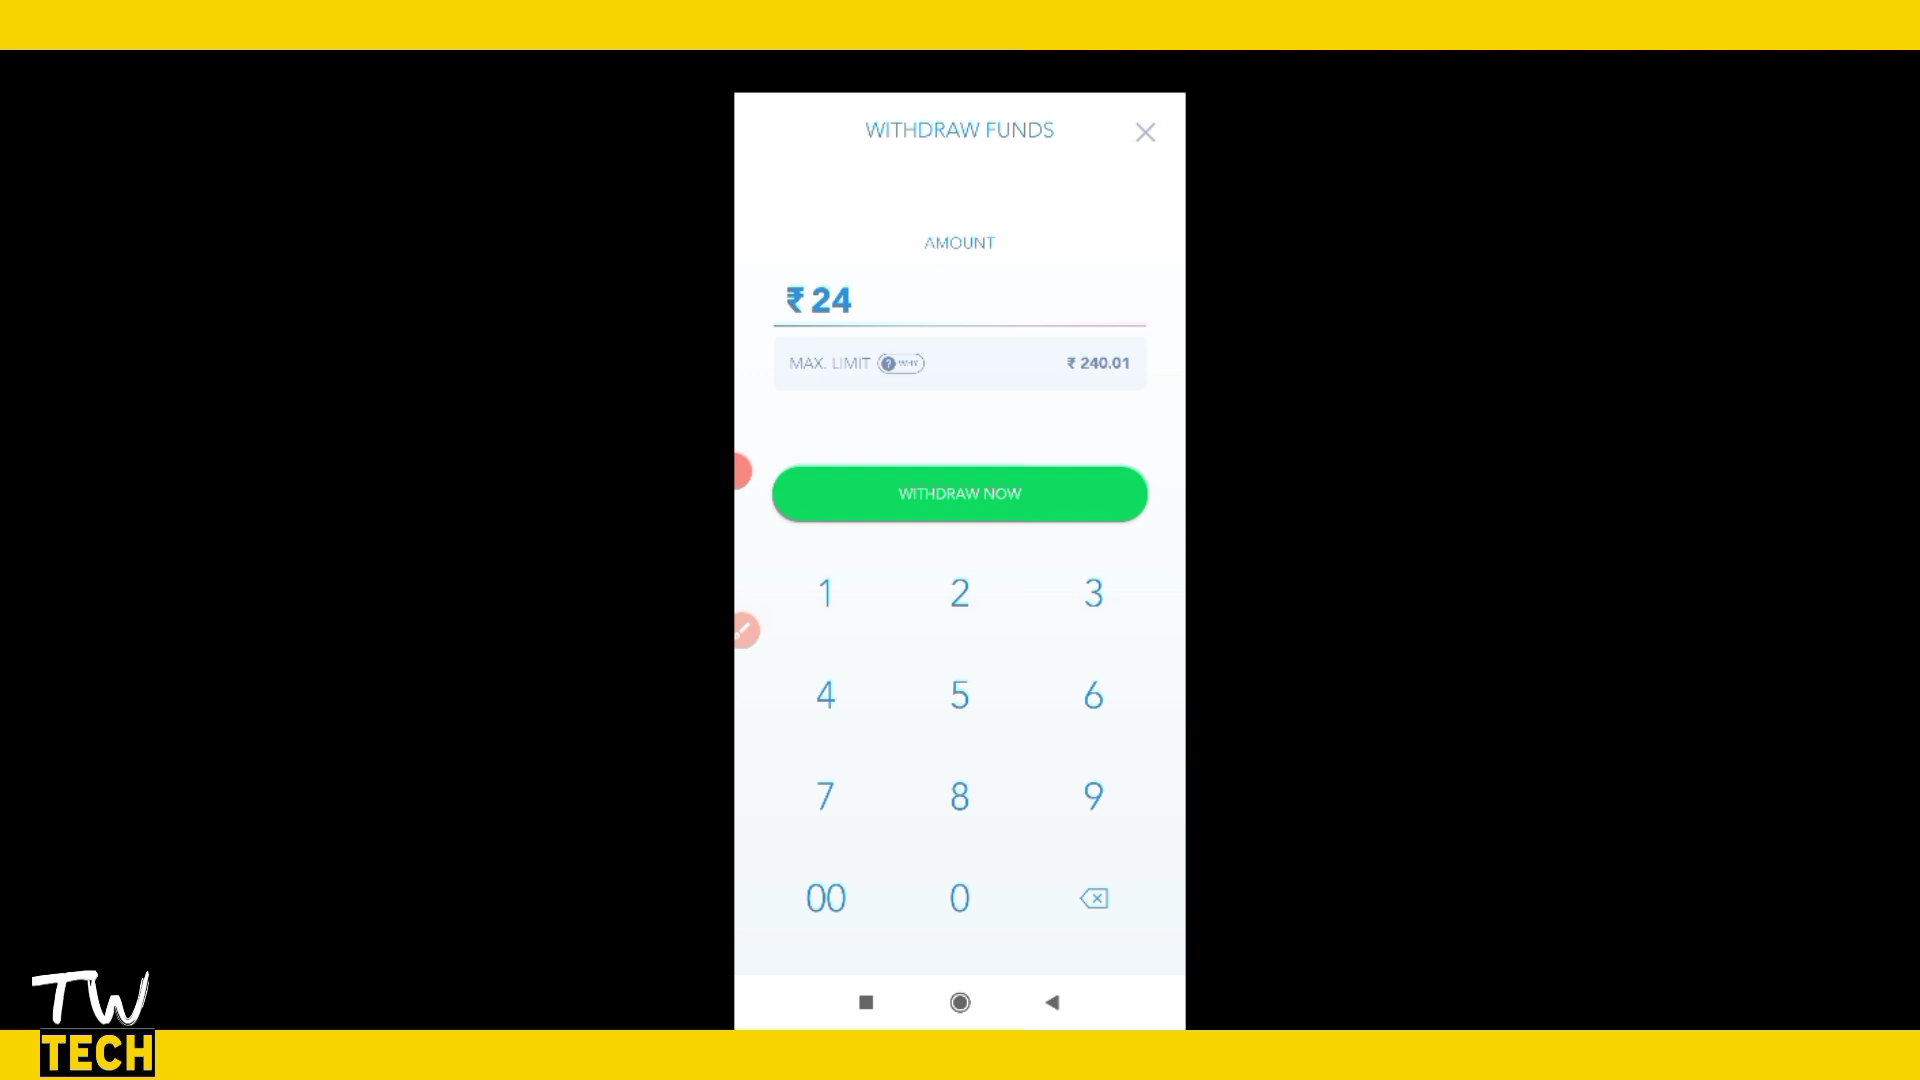 WITHDRAW FUNDS
AMOUNT
₹ 24
MAX. LIMIT ? WHY ₹ 240.01
WITHDRAW NOW
1 2 3
4 5 6
7 8 9
00 0
TW
TECH